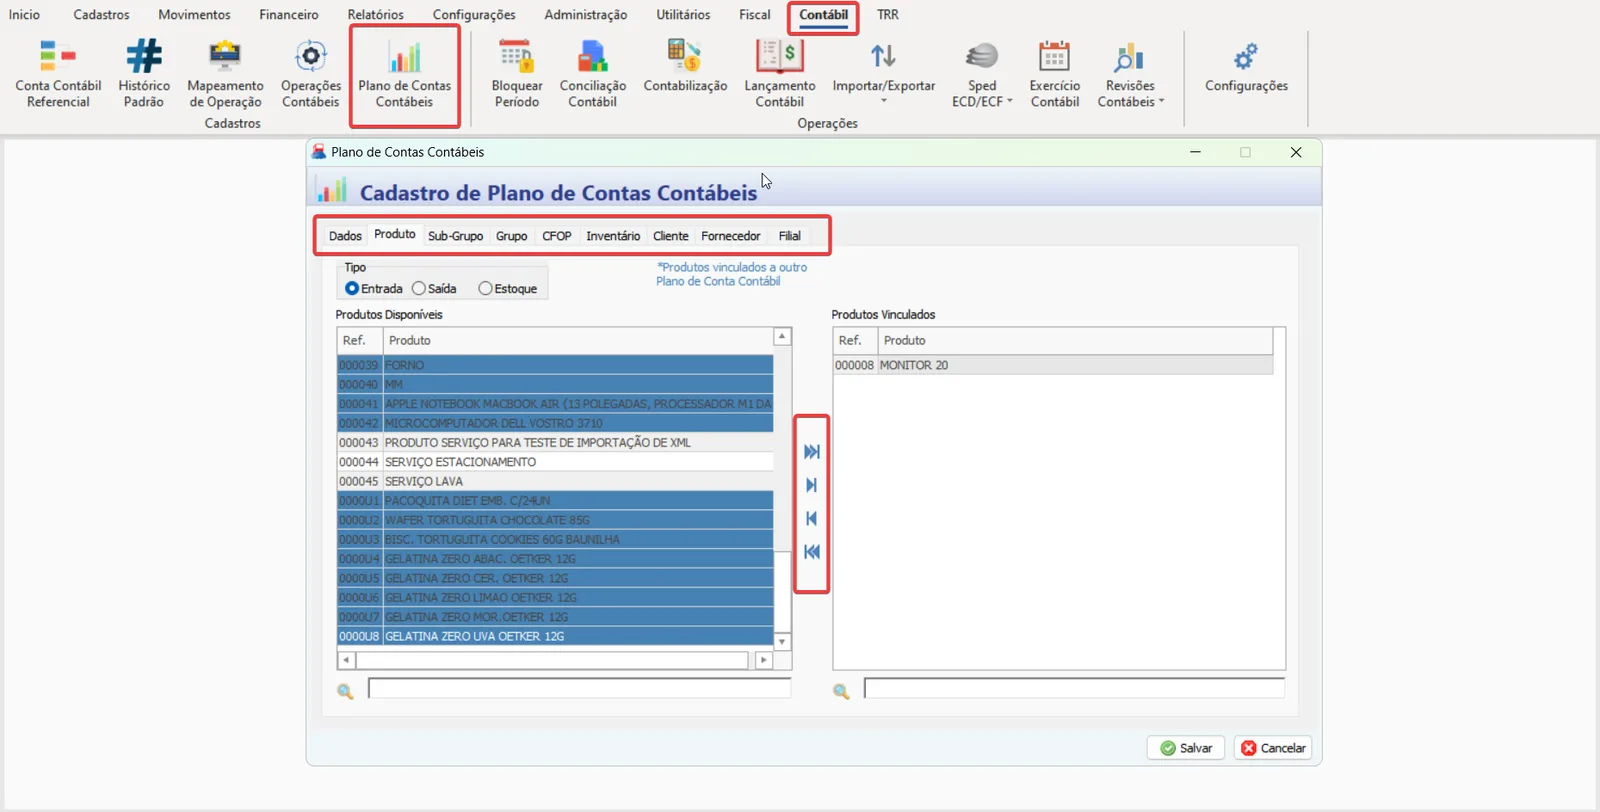 Inicio Cadastros Movimentos Financeiro Relatórios Configurações Administração Utilitários Fiscal Contábil TRR
Conta Contábil Referencial
Histórico Padrão
Mapeamento de Operação
Operações Contábeis
Plano de Contas Contábeis
Bloquear Período
Conciliação Contábil
Contabilização
Lançamento Contábil
Importar/Exportar
Sped ECD/ECF
Exercício Contábil
Revisões Contábeis
Configurações
Cadastros
Operações
Plano de Contas Contábeis
Cadastro de Plano de Contas Contábeis
Dados Produto Sub-Grupo Grupo CFOP Inventário Cliente Fornecedor Filial
Tipo
Entrada Saída Estoque
*Produtos vinculados a outro
Plano de Conta Contábil
Produtos Disponíveis
Ref. Produto
000039 FORNO
000040 MM
000041 APPLE NOTEBOOK MACBOOK AIR (13 POLEGADAS, PROCESSADOR M1 DA
000042 MICROCOMPUTADOR DELL VOSTRO 3710
000043 PRODUTO SERVIÇO PARA TESTE DE IMPORTAÇÃO DE XML
000044 SERVIÇO ESTACIONAMENTO
000045 SERVIÇO LAVA
0000U1 PACOQUITA DIET EMB. C/24UN
0000U2 WAFER TORTUGUITA CHOCOLATE 85G
0000U3 BISC. TORTUGUITA COOKIES 60G BAUNILHA
0000U4 GELATINA ZERO ABAC. OETKER 12G
0000U5 GELATINA ZERO CER. OETKER 12G
0000U6 GELATINA ZERO LIMAO OETKER 12G
0000U7 GELATINA ZERO MOR.OETKER 12G
0000U8 GELATINA ZERO UVA OETKER 12G
Produtos Vinculados
Ref. Produto
000008 MONITOR 20
Salvar Cancelar